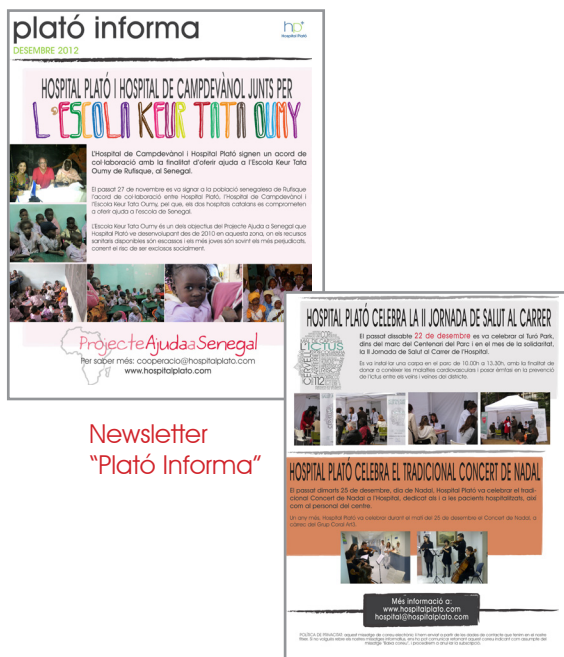 plató informa
hp
Hospital Plató
DESEMBRE 2012
HOSPITAL PLATÓ I HOSPITAL DE CAMPDEVÀNOL JUNTS PER
L'ESCOLA KEUR TATA OUMY
L'Hospital de Campdevànol i Hospital Plató signen un acord de
col·laboració amb la finalitat d'oferir ajuda a l'Escola Keur Tata
Oumy de Rufisque, al Senegal.
El passat 27 de novembre es va signar a la població senegalesa de Rufisque
l'acord de col·laboració entre Hospital Plató, l'Hospital de Campdevànol i
l'Escola Keur Tata Oumy, pel que, els dos hospitals catalans es comprometen
a oferir ajuda a l'escola de Senegal.
L'Escola Keur Tata Oumy és un dels objectius del Projecte Ajuda a Senegal que
Hospital Plató ve desenvolupant des de 2010 en aquesta zona, on els recursos
sanitaris disponibles són escassos i els més joves són sovint els més perjudicats,
corrent el risc de ser exclosos socialment.
ProjecteAjudaaSenegal
Per saber més: cooperacio@hospitalplato.com
www.hospitalplato.com
Newsletter
"Plató Informa"
HOSPITAL PLATÓ CELEBRA LA II JORNADA DE SALUT AL CARRER
ICTUS
CERVELL
112
El passat dissabte 22 de desembre es va celebrar al Turó Park,
dins del marc del Centenari del Parc i en el mes de la solidaritat,
la II Jornada de Salut al Carrer de l'Hospital.
Es va instal·lar una carpa en el parc de 10.00h a 13.30h, amb la finalitat de
donar a conèixer les malalties cardiovasculars i posar èmfasi en la prevenció
de l'ictus entre els veïns i veïnes del districte.
HOSPITAL PLATÓ CELEBRA EL TRADICIONAL CONCERT DE NADAL
El passat dimarts 25 de desembre, dia de Nadal, Hospital Plató va celebrar el tradi-
cional Concert de Nadal a l'Hospital, dedicat als i a les pacients hospitalitzats, així
com al personal del centre.
Un any més, Hospital Plató va celebrar durant el matí del 25 de desembre el Concert de Nadal, a
càrrec del Grup Coral ArtS.
Més informació a:
www.hospitalplato.com
hospital@hospitalplato.com